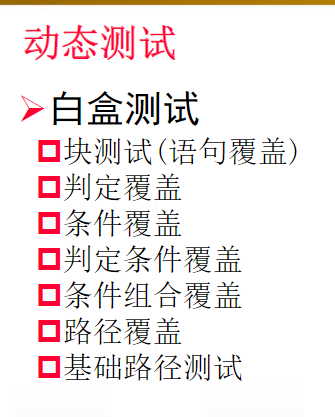 动态测试
白盒测试
块测试(语句覆盖)
判定覆盖
条件覆盖
判定条件覆盖
条件组合覆盖
路径覆盖
基础路径测试